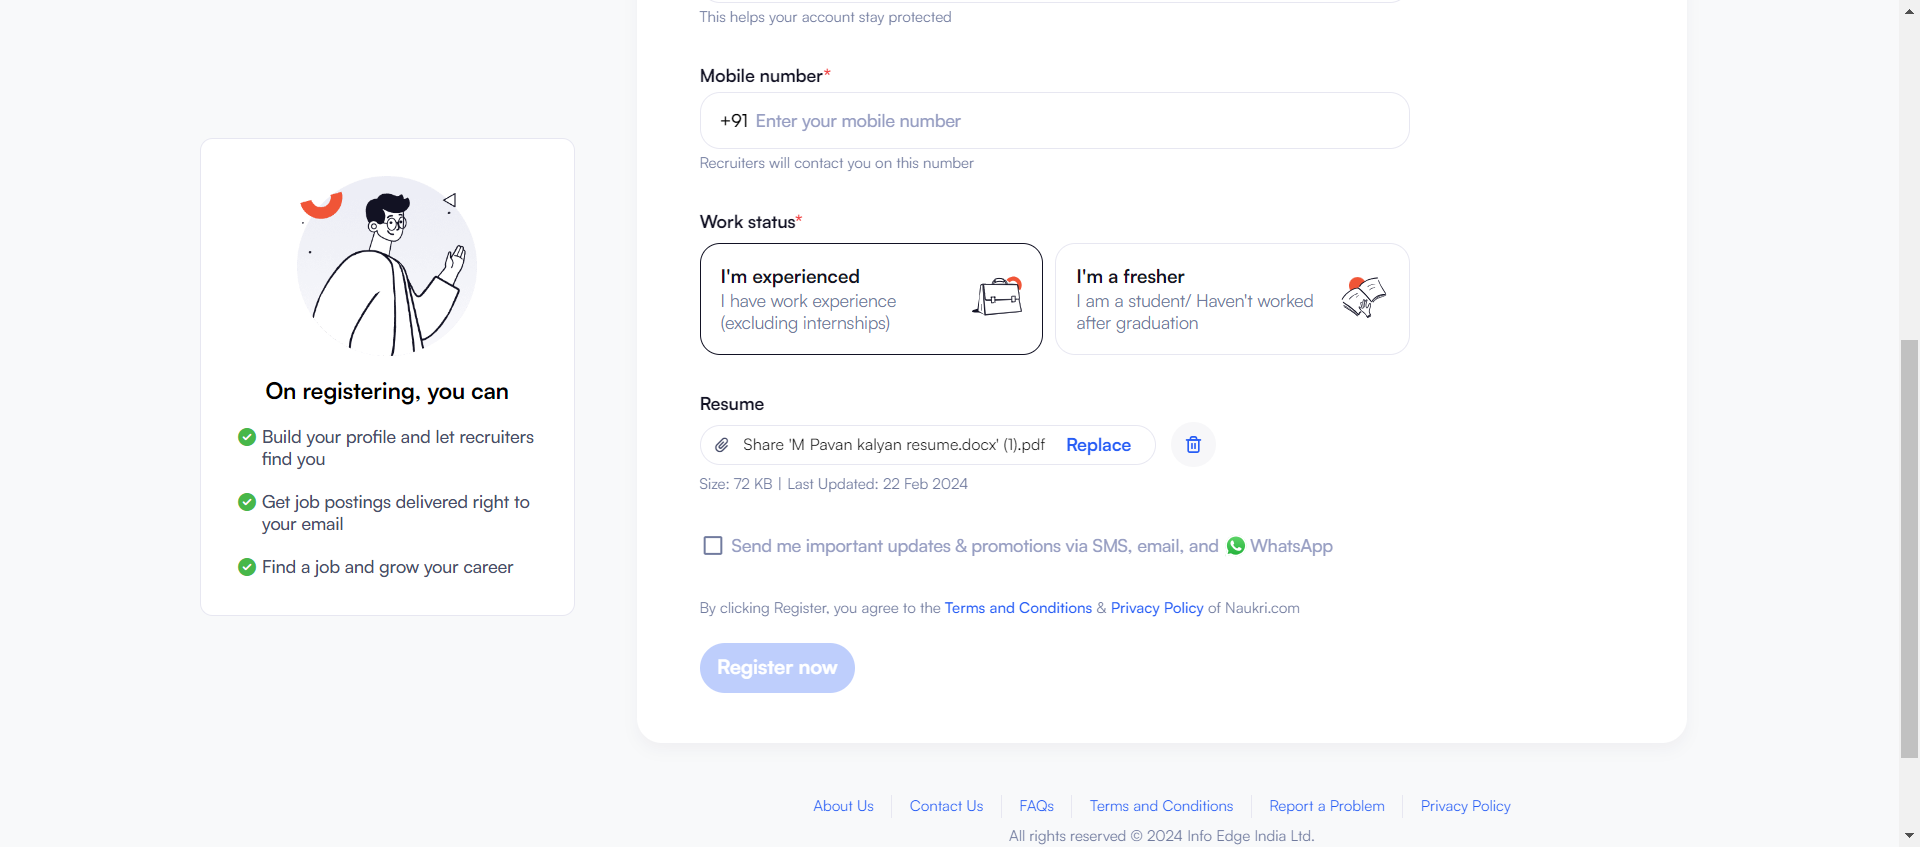 This helps your account stay protected
Mobile number*
+91 Enter your mobile number
Recruiters will contact you on this number
Work status*
I'm experienced
I have work experience
(excluding internships)
I'm a fresher
I am a student/ Haven't worked
after graduation
Resume
Share 'M Pavan kalyan resume.docx' (1).pdf Replace
Size: 72 KB | Last Updated: 22 Feb 2024
Send me important updates & promotions via SMS, email, and WhatsApp
By clicking Register, you agree to the Terms and Conditions & Privacy Policy of Naukri.com
Register now
On registering, you can
Build your profile and let recruiters
find you
Get job postings delivered right to
your email
Find a job and grow your career
About Us
Contact Us
FAQs
Terms and Conditions
Report a Problem
Privacy Policy
All rights reserved © 2024 Info Edge India Ltd.